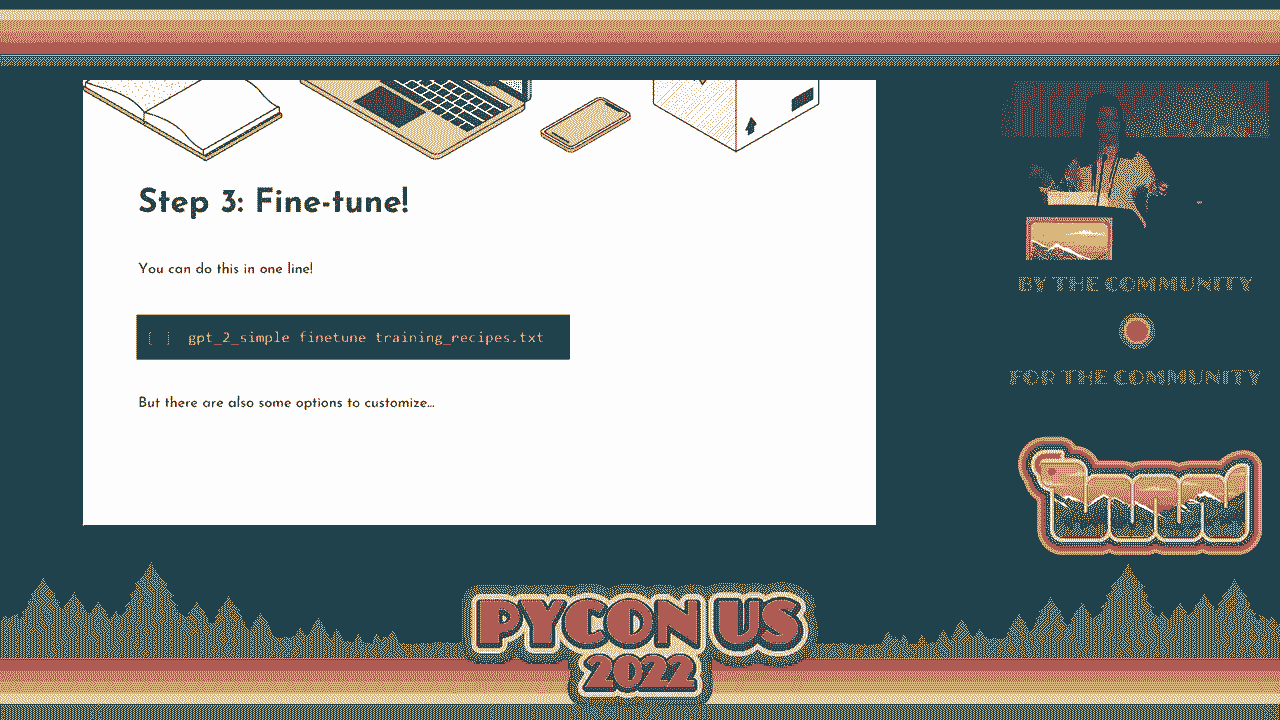 Step 3: Fine-tune!
You can do this in one line!
[ ] gpt_2_simple finetune training_recipes.txt
But there are also some options to customize...
BY THE COMMUNITY
FOR THE COMMUNITY
PYCON US
2022